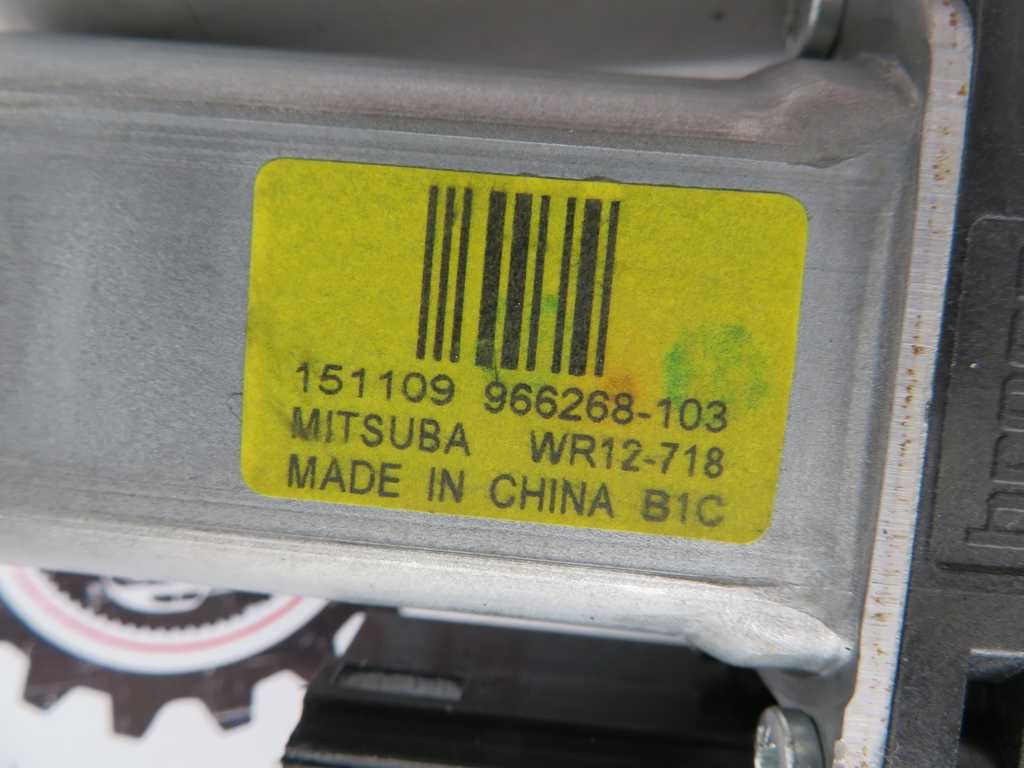 151109 966268-103
MITSUBA WR12-718
MADE IN CHINA B1C